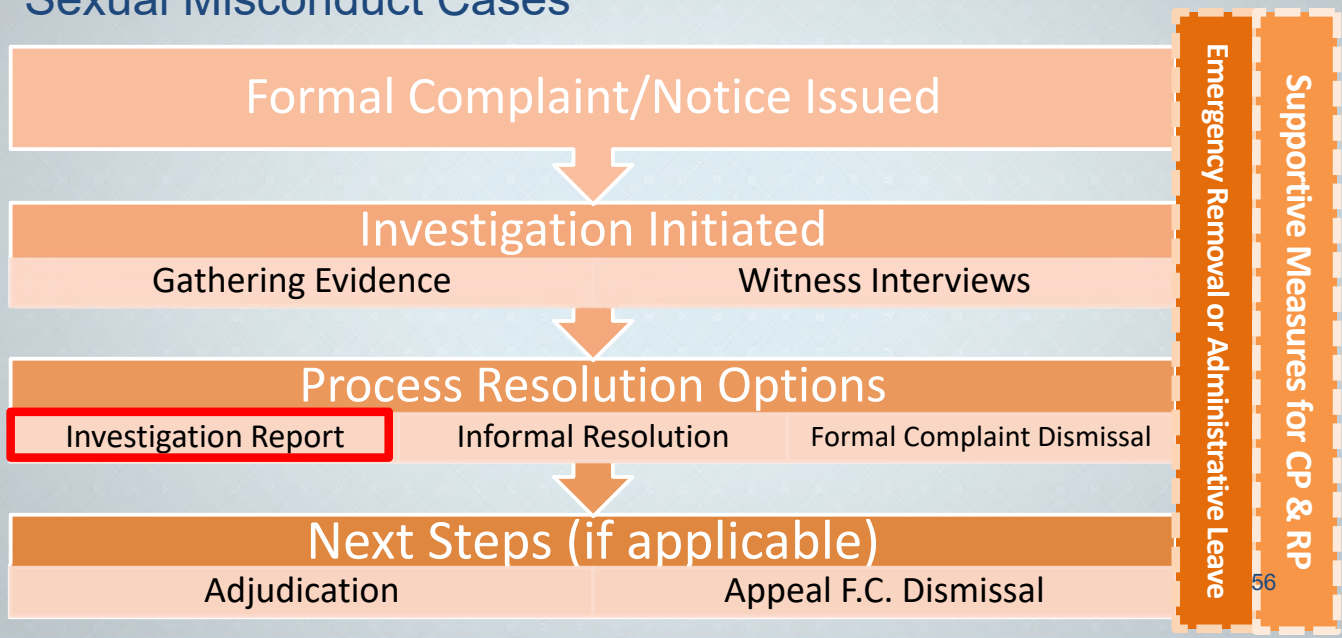 Sexual Misconduct Cases
Formal Complaint/Notice Issued
Investigation Initiated
Gathering Evidence
Witness Interviews
Process Resolution Options
Investigation Report
Informal Resolution
Formal Complaint Dismissal
Next Steps (if applicable)
Adjudication
Appeal F.C. Dismissal
Emergency Removal or Administrative Leave
Supportive Measures for CP & RP
56